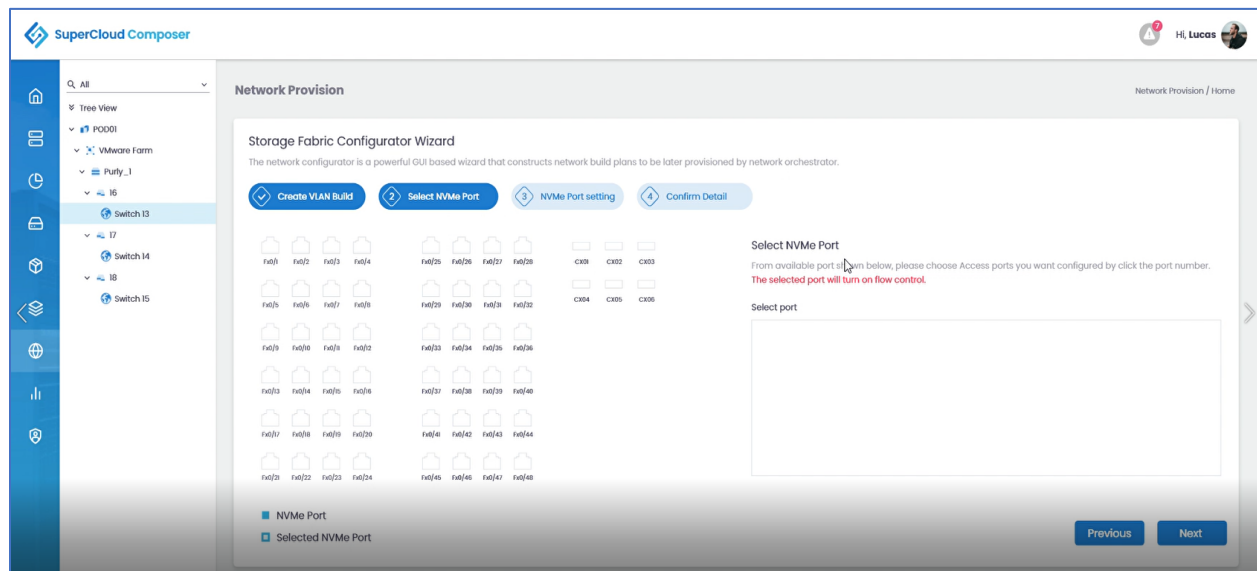 SuperCloud Composer
7
Hi, Lucas
All
Tree View
POD01
VMware Farm
Purly_1
16
Switch 13
17
Switch 14
18
Switch 15
Network Provision
Network Provision / Home
Storage Fabric Configurator Wizard
The network configurator is a powerful GUI based wizard that constructs network build plans to be later provisioned by network orchestrator.
Create VLAN Build
2 Select NVMe Port
3 NVMe Port setting
4 Confirm Detail
Fx0/1 Fx0/2 Fx0/3 Fx0/4 Fx0/25 Fx0/26 Fx0/27 Fx0/28 CX01 CX02 CX03
Fx0/5 Fx0/6 Fx0/7 Fx0/8 Fx0/29 Fx0/30 Fx0/31 Fx0/32 CX04 CX05 CX06
Fx0/9 Fx0/10 Fx0/11 Fx0/12 Fx0/33 Fx0/34 Fx0/35 Fx0/36
Fx0/13 Fx0/14 Fx0/15 Fx0/16 Fx0/37 Fx0/38 Fx0/39 Fx0/40
Fx0/17 Fx0/18 Fx0/19 Fx0/20 Fx0/41 Fx0/42 Fx0/43 Fx0/44
Fx0/21 Fx0/22 Fx0/23 Fx0/24 Fx0/45 Fx0/46 Fx0/47 Fx0/48
NVMe Port
Selected NVMe Port
Select NVMe Port
From available port shown below, please choose Access ports you want configured by click the port number.
The selected port will turn on flow control.
Select port
Previous
Next